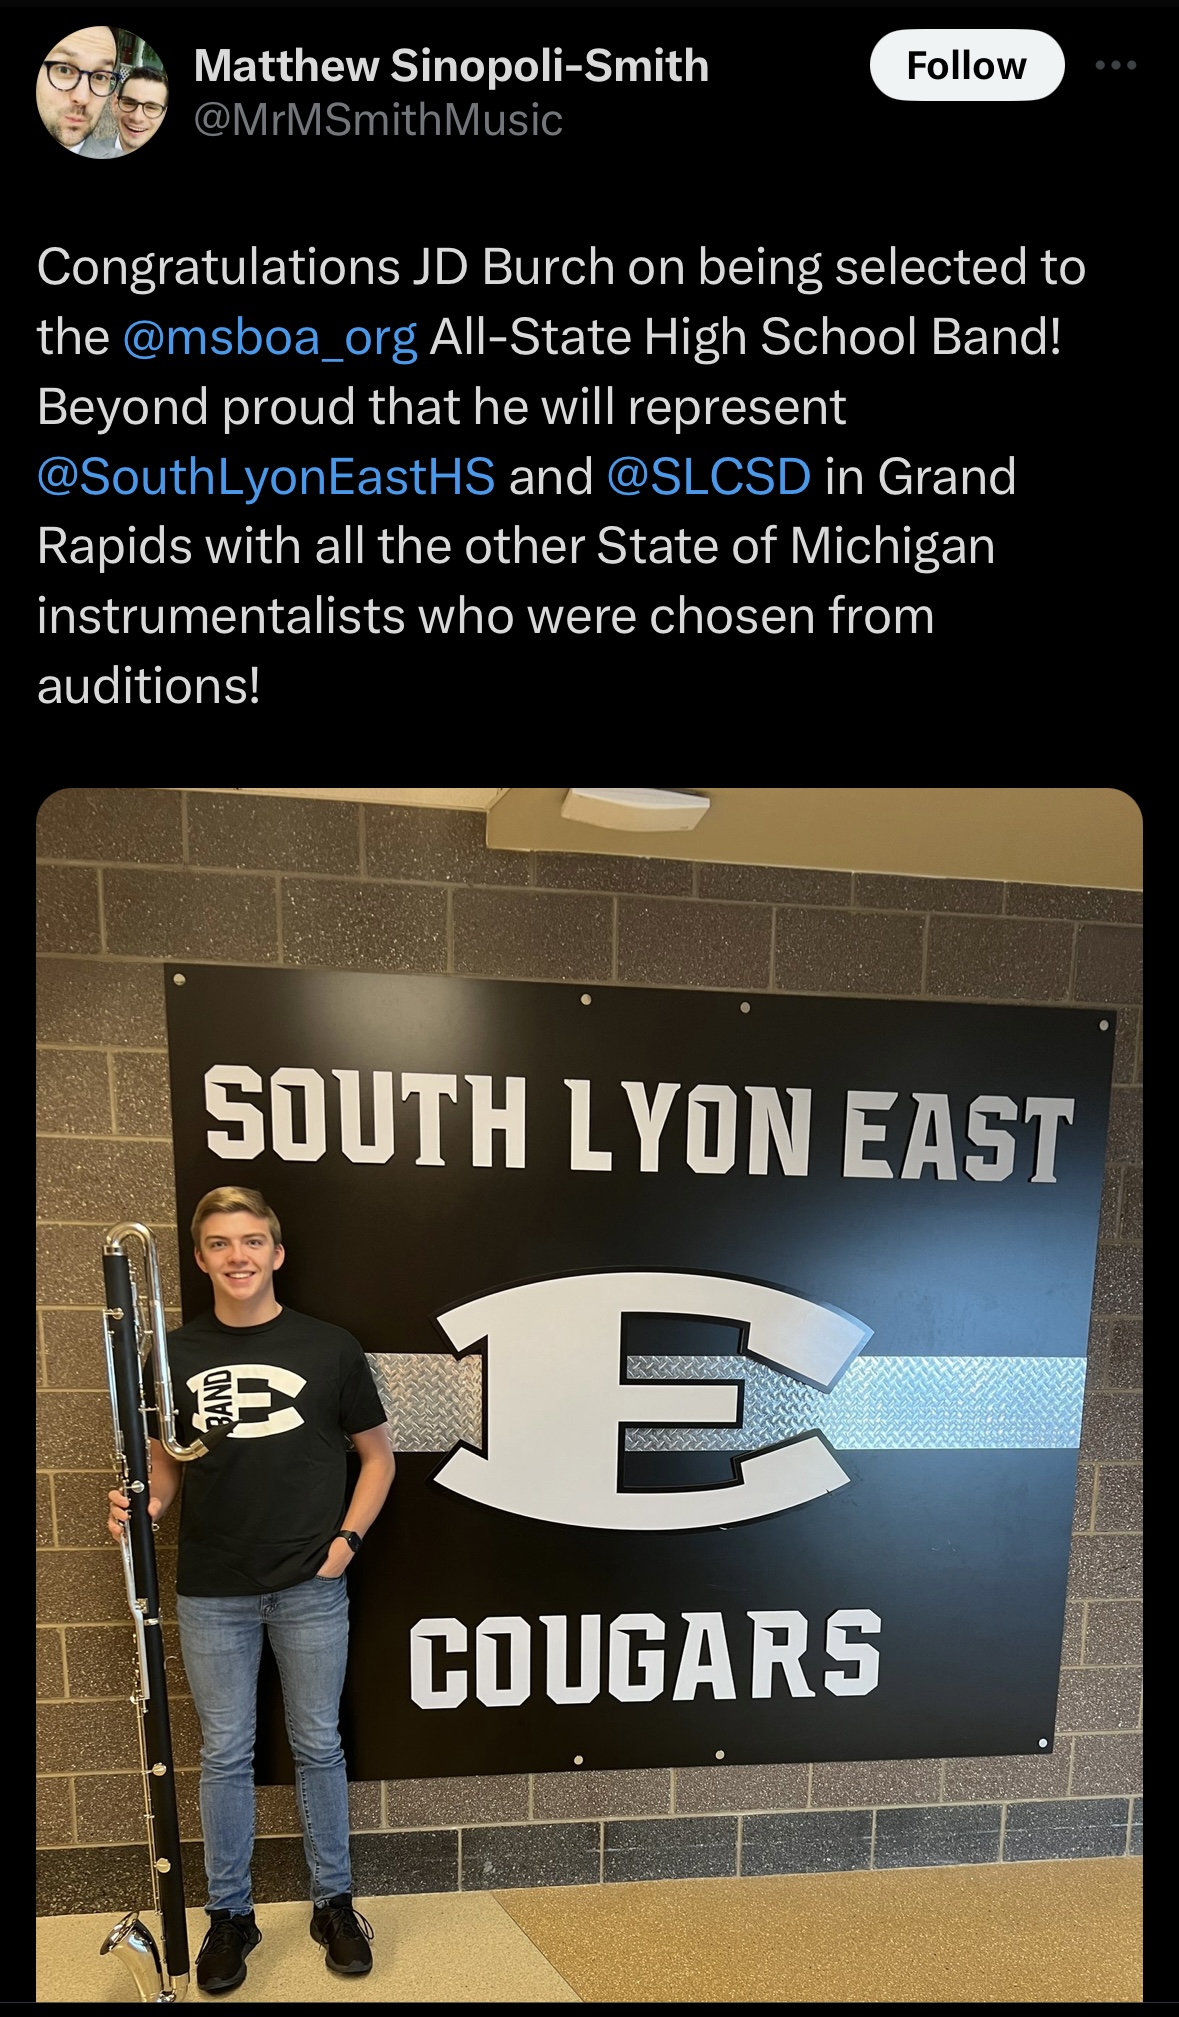 Matthew Sinopoli-Smith
Follow
@MrMSmithMusic
Congratulations JD Burch on being selected to
the @msboa_org All-State High School Band!
Beyond proud that he will represent
@SouthLyonEastHS and @SLCSD in Grand
Rapids with all the other State of Michigan
instrumentalists who were chosen from
auditions!
SOUTH LYON EAST
BAND
E
E
COUGARS